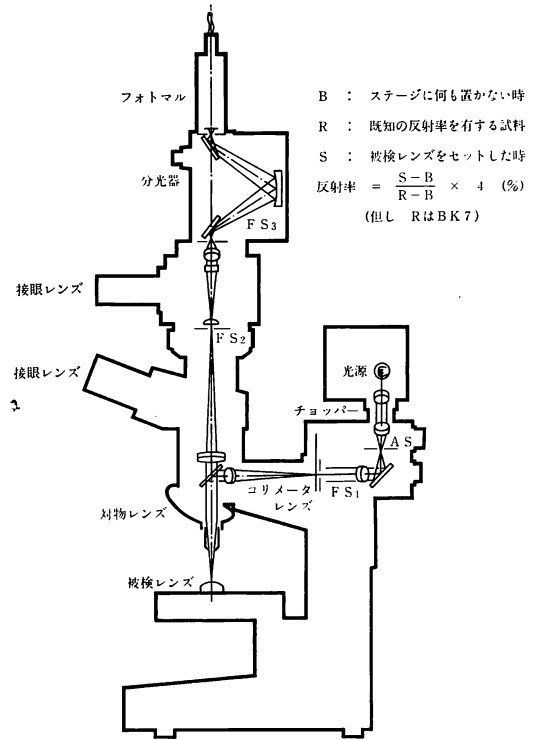 フォトマル
B : ステージに何も置かない時
R : 既知の反射率を有する試料
S : 被検レンズをセットした時
反射率 = S-B / R-B × 4 (%)
(但し RはBK7)
分光器
FS3
接眼レンズ
FS2
接眼レンズ
光源
チョッパー
AS
コリメータ
レンズ
FS1
対物レンズ
被検レンズ